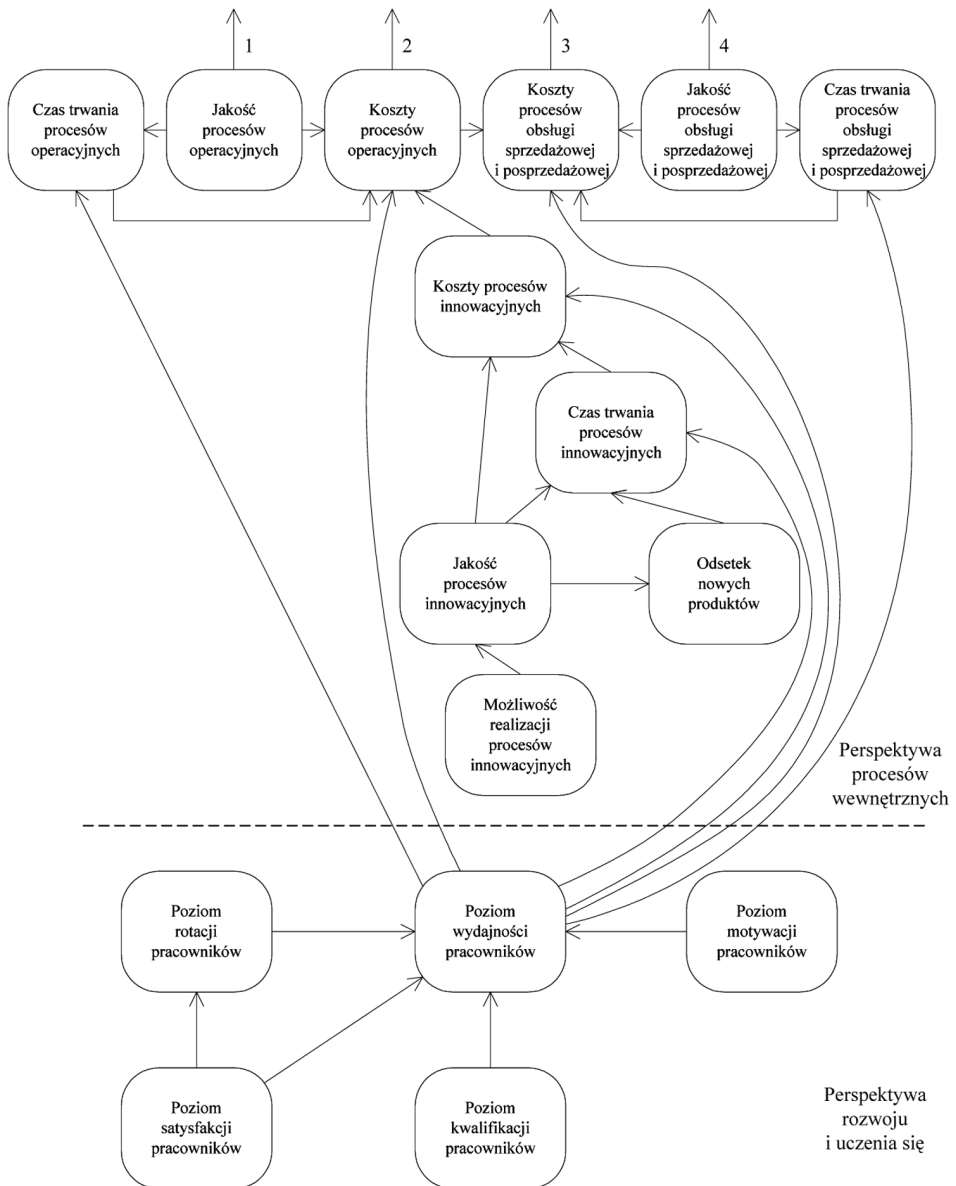 1
2
3
4
Czas trwania
procesów
operacyjnych
Jakość
procesów
operacyjnych
Koszty
procesów
operacyjnych
Koszty
procesów
obsługi
sprzedażowej
i posprzedażowej
Jakość
procesów
obsługi
sprzedażowej
i posprzedażowej
Czas trwania
procesów
obsługi
sprzedażowej
i posprzedażowej
Koszty procesów
innowacyjnych
Czas trwania
procesów
innowacyjnych
Jakość
procesów
innowacyjnych
Odsetek
nowych
produktów
Możliwość
realizacji
procesów
innowacyjnych
Perspektywa
procesów
wewnętrznych
Poziom
rotacji
pracowników
Poziom
wydajności
pracowników
Poziom
motywacji
pracowników
Poziom
satysfakcji
pracowników
Poziom
kwalifikacji
pracowników
Perspektywa
rozwoju
i uczenia się